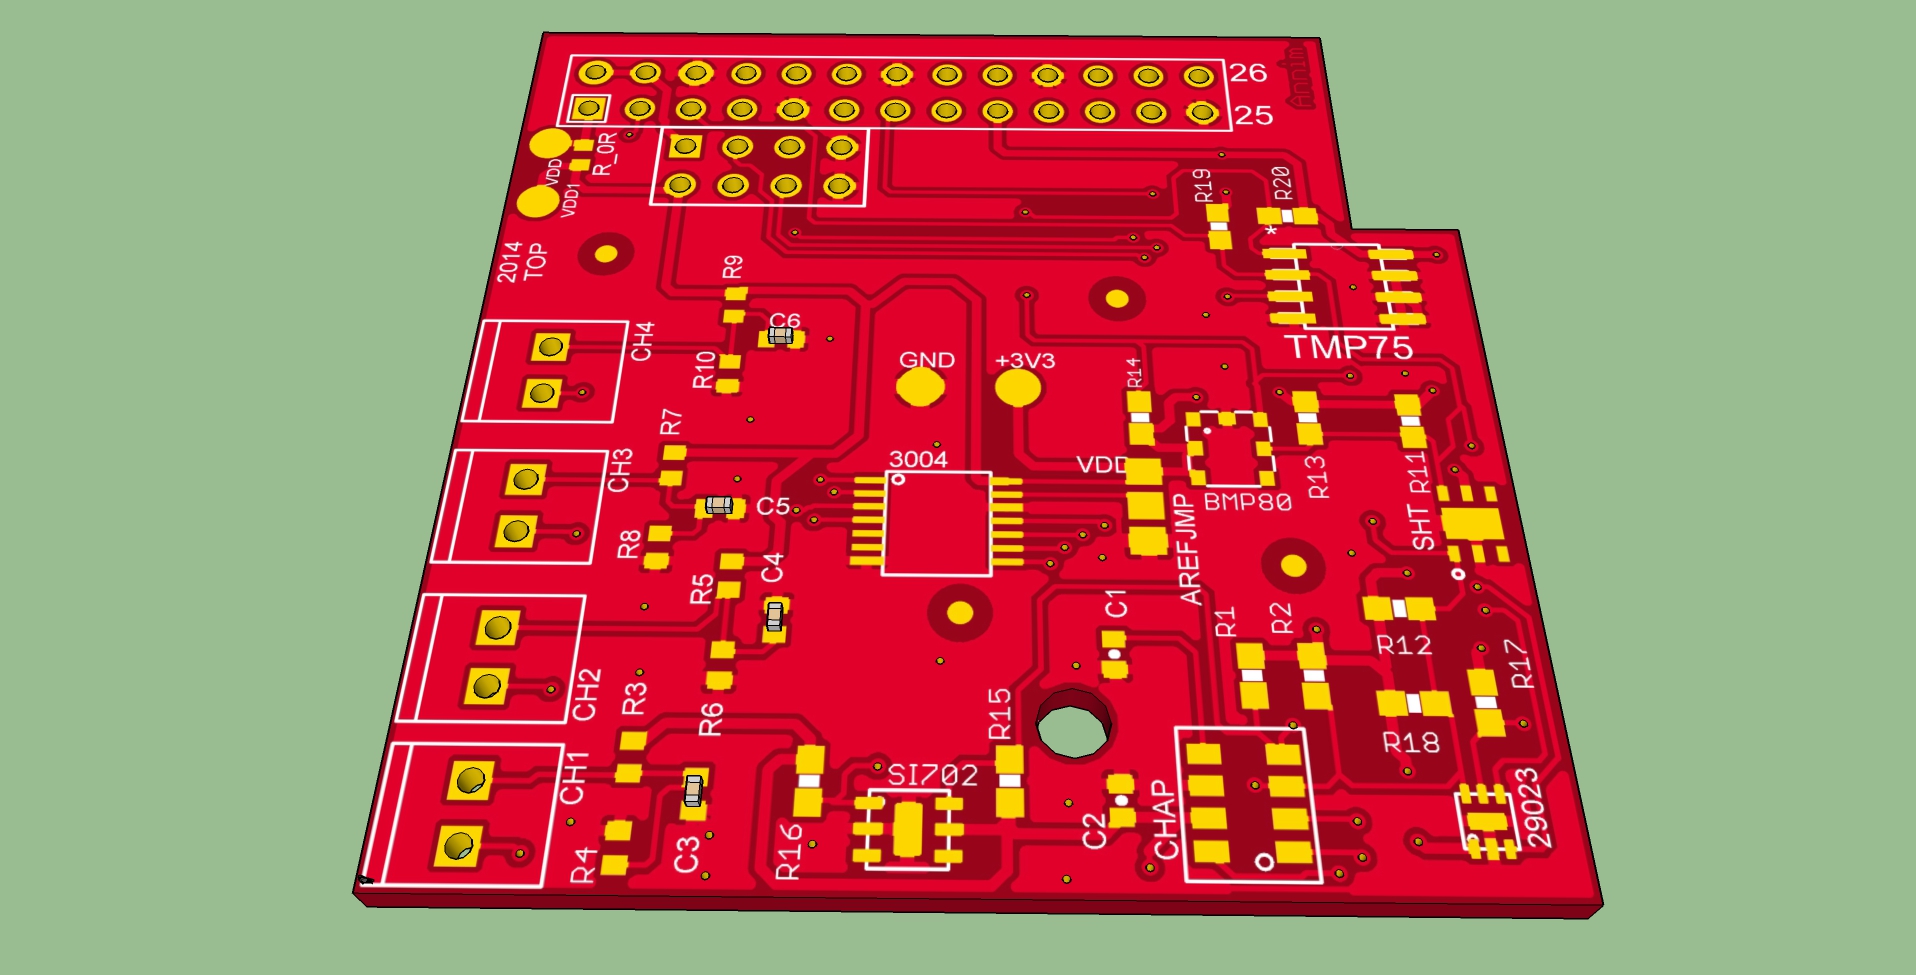 Annim
26
25
R_0R
VDD
VDD1
R19
R20
*
2014
TOP
R9
C6
CH4
R10
GND
+3V3
R14
TMP75
R7
CH3
C5
3004
VDD
BMP80
R13
R11
SHT
R8
AREFJMP
R5
C4
C1
R1
R2
R12
R17
CH2
R3
R6
R15
R18
CH1
SI702
C2
CHAP
29023
R4
C3
R16